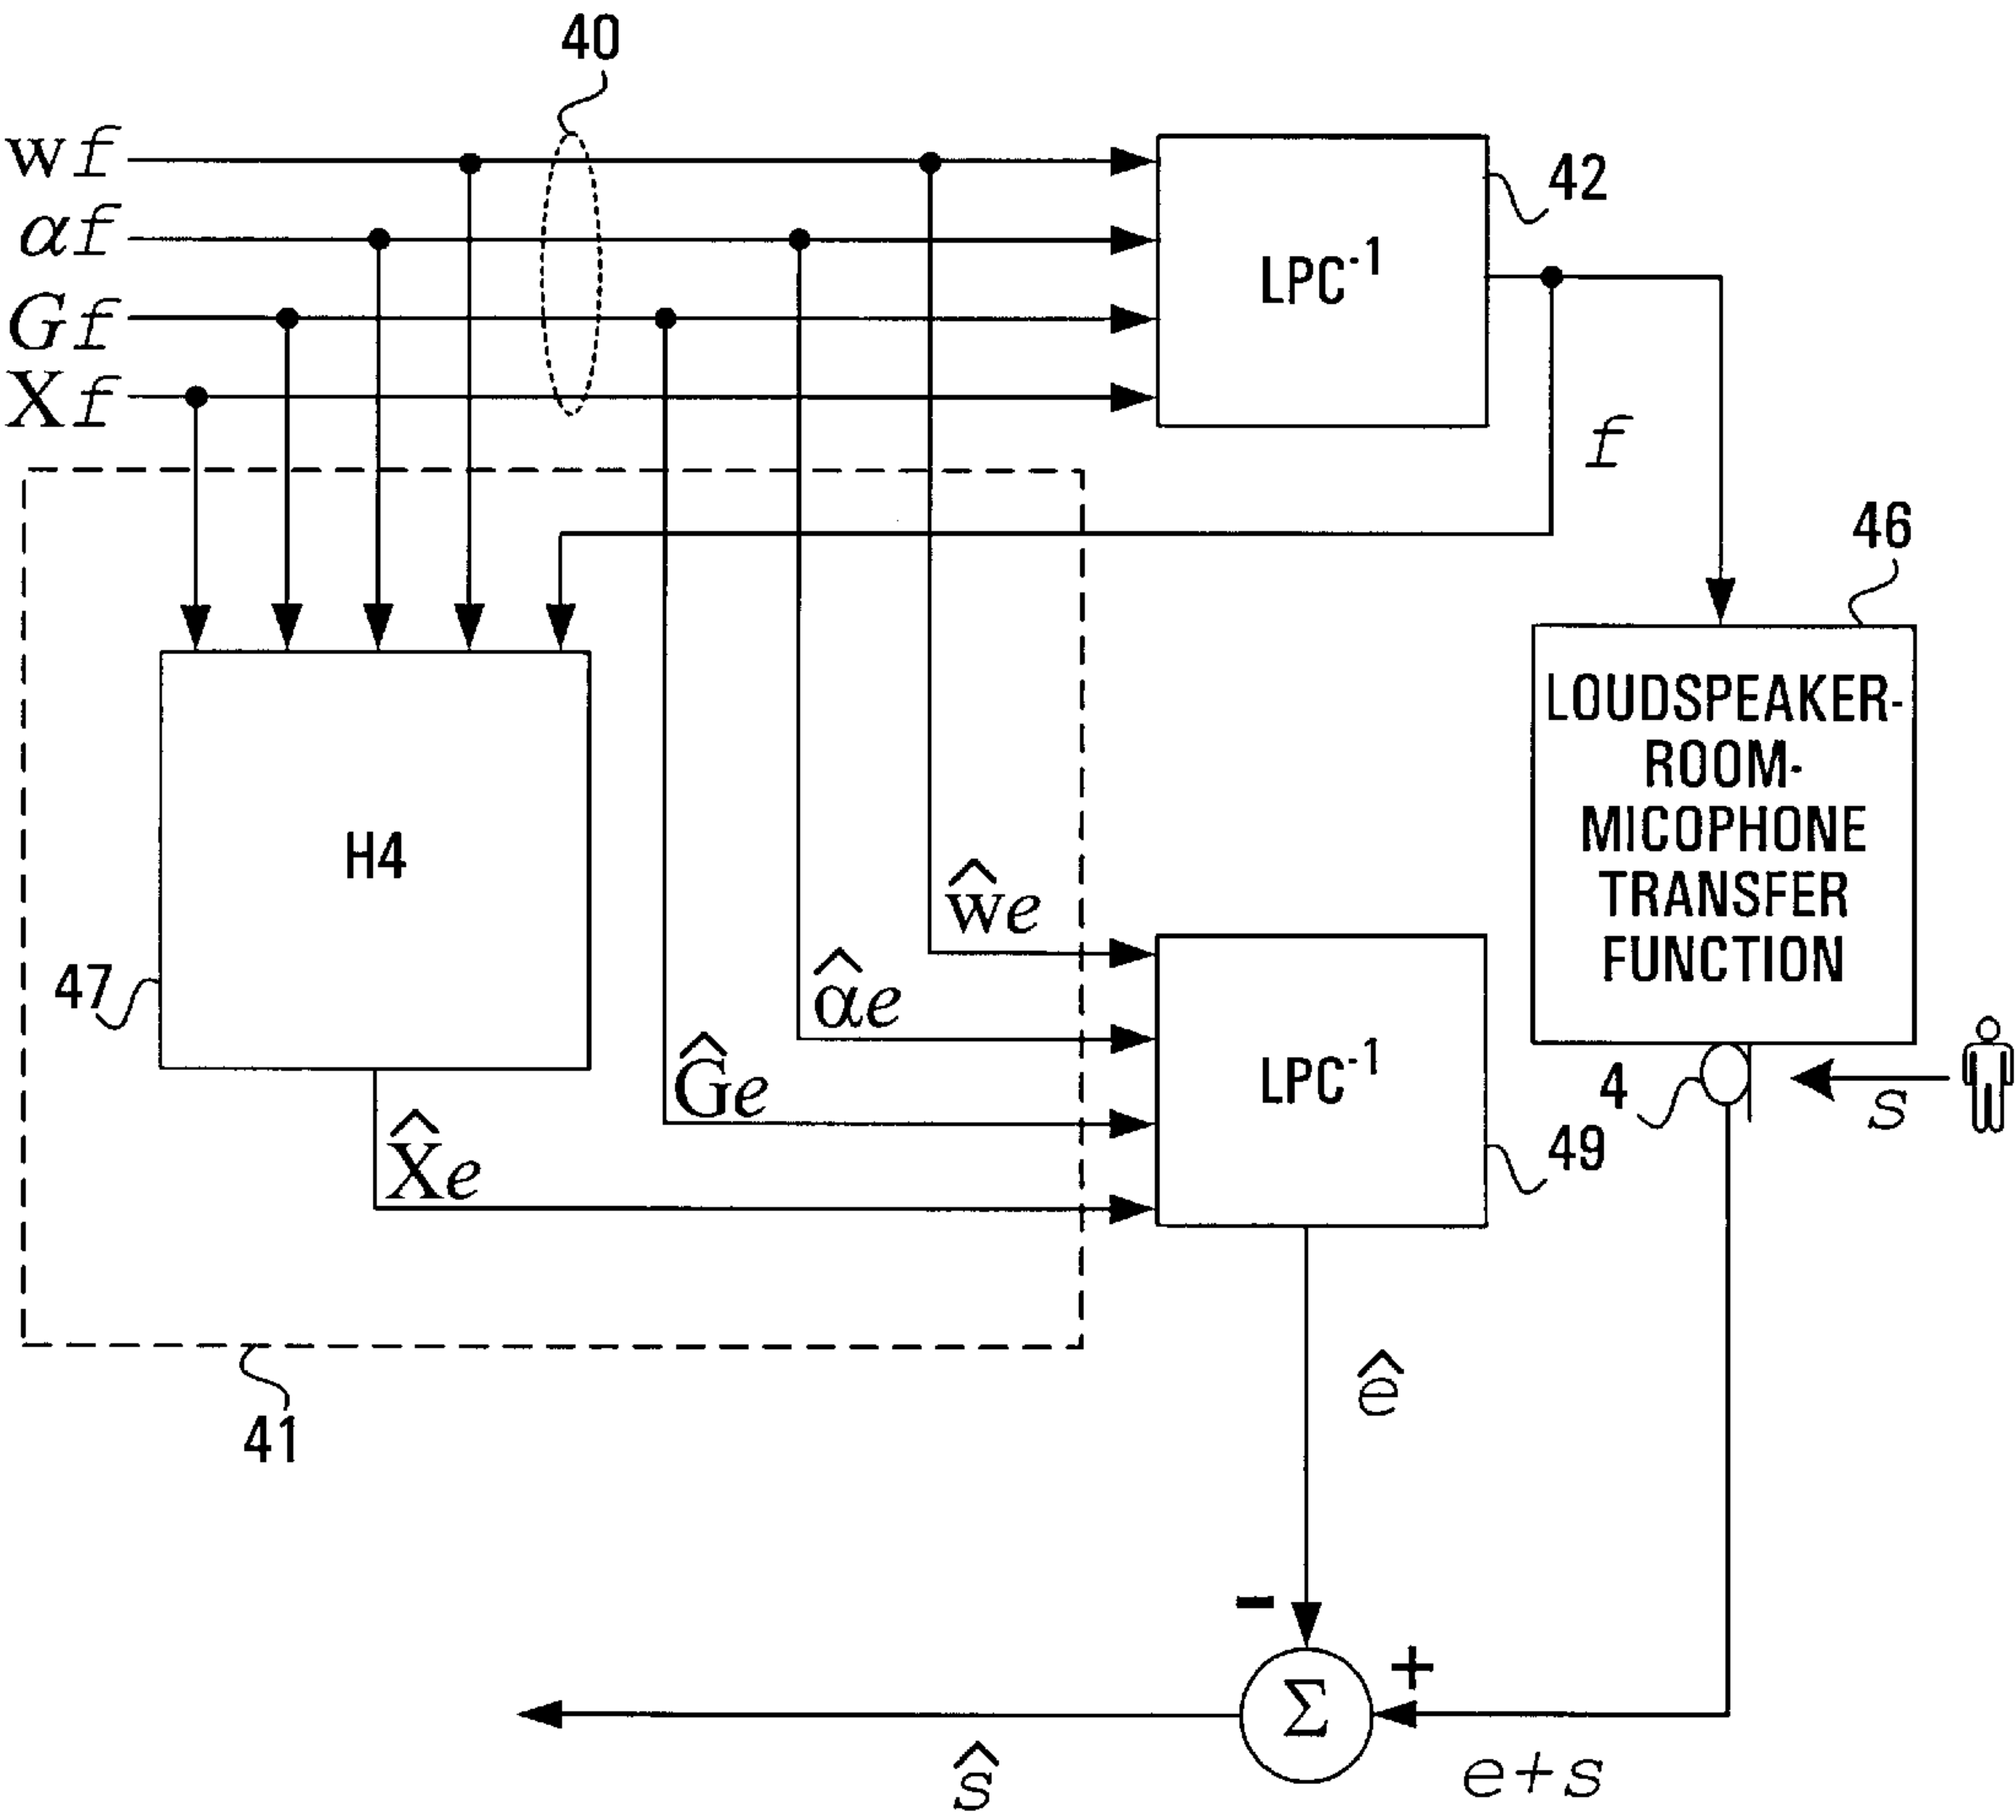 40
wf
αf
Gf
Xf
LPC⁻¹
42
f
46
LOUDSPEAKER-
ROOM-
MICOPHONE
TRANSFER
FUNCTION
H4
47
ŵe
α̂e
Ĝe
X̂e
LPC⁻¹
49
4
s
41
ê
-
+
Σ
ŝ
e+s